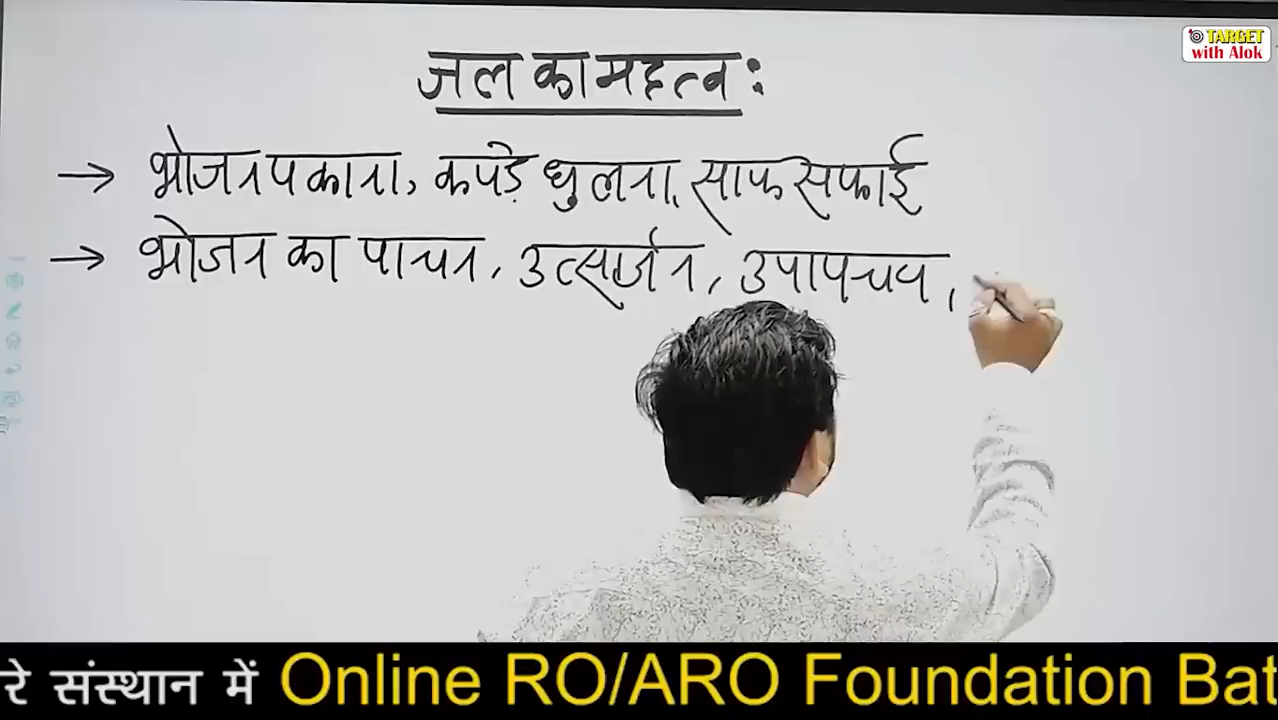 TARGET
with Alok
जल का महत्व :
→ भोजन पकाना, कपड़े धुलना, साफ सफाई
→ भोजन का पाचन, उत्सर्जन, उपापचय,
रे संस्थान में Online RO/ARO Foundation Bat